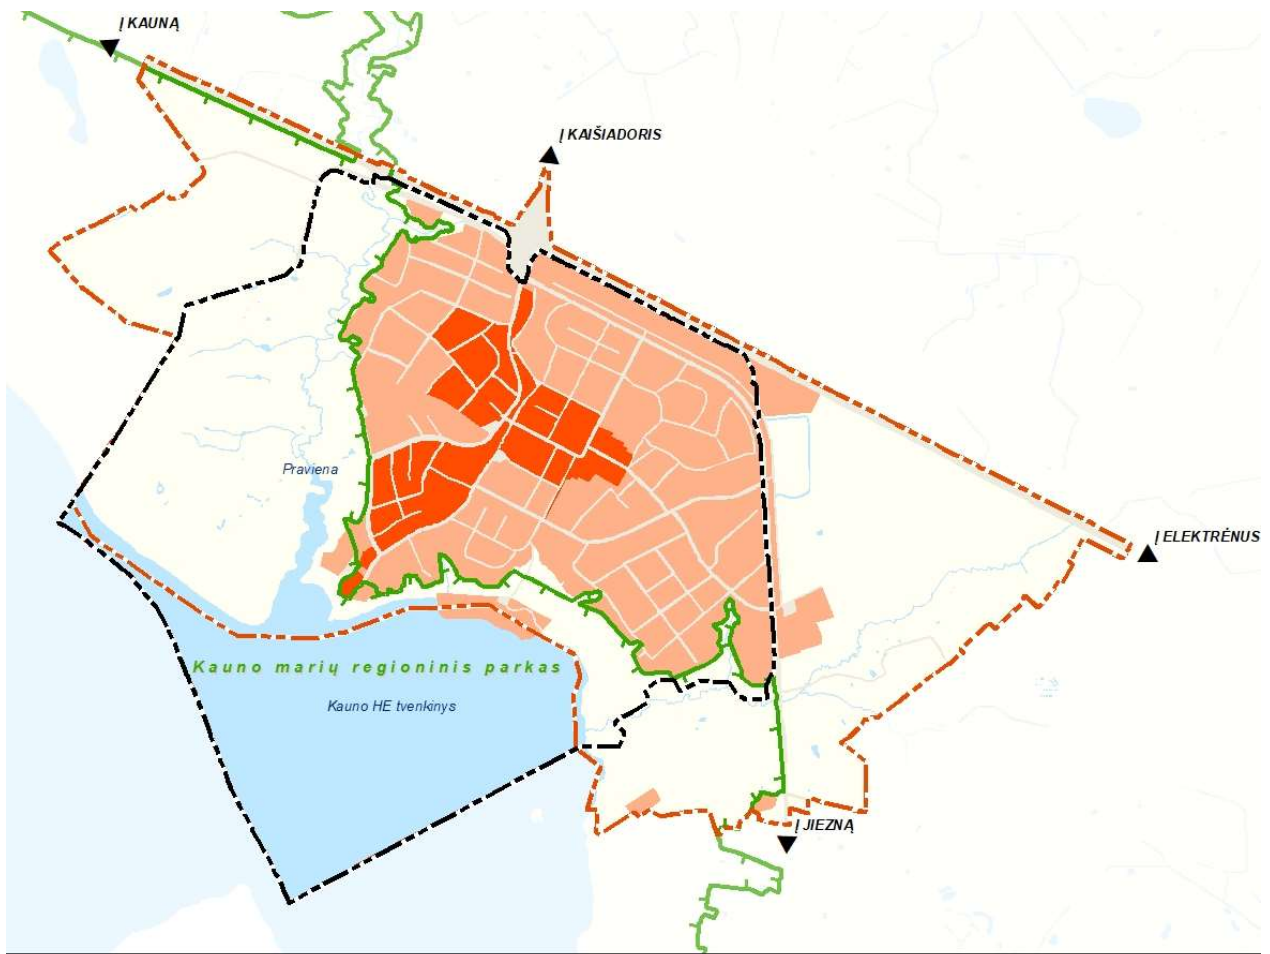 Į KAUNĄ
Į KAIŠIADORIS
Praviena
Į ELEKTRĖNUS
Kauno marių regioninis parkas
Kauno HE tvenkinys
Į JIEZNĄ